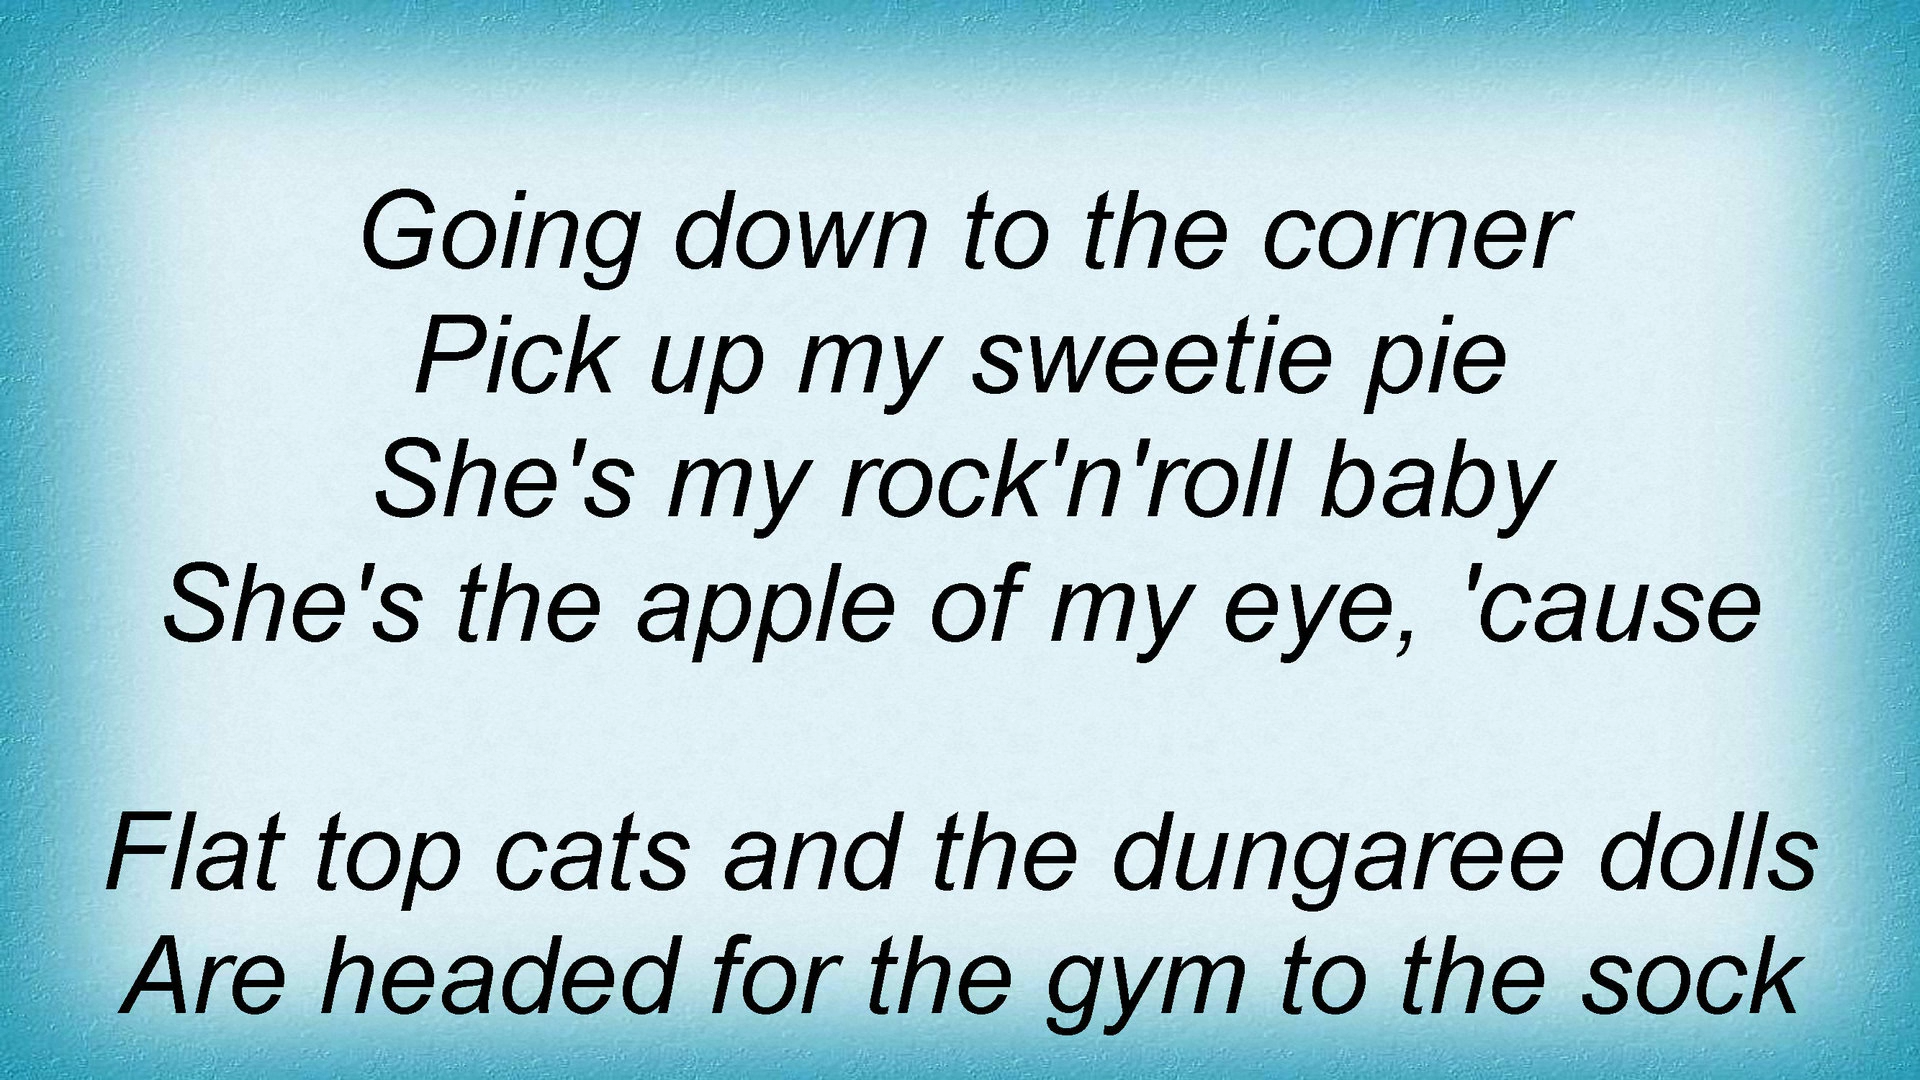 Going down to the corner
Pick up my sweetie pie
She's my rock'n'roll baby
She's the apple of my eye, 'cause
Flat top cats and the dungaree dolls
Are headed for the gym to the sock